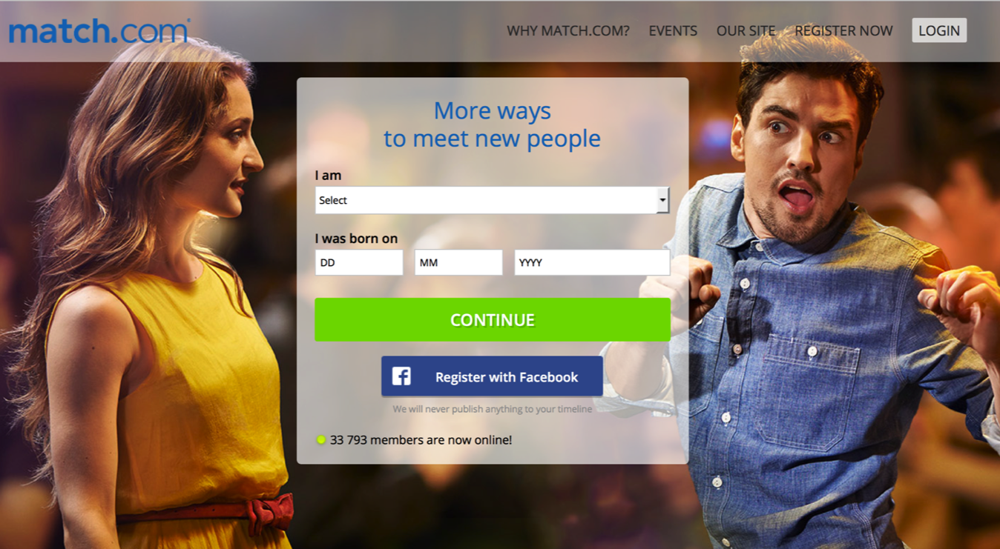 match.com
WHY MATCH.COM? EVENTS OUR SITE REGISTER NOW LOGIN
More ways
to meet new people
I am
Select
I was born on
DD MM YYYY
CONTINUE
f Register with Facebook
We will never publish anything to your timeline
33 793 members are now online!